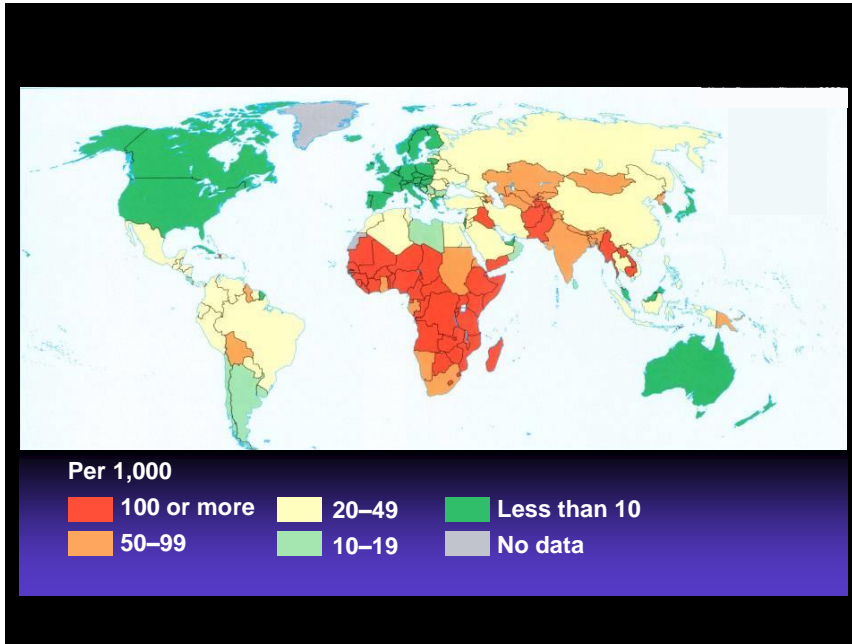 Per 1,000
100 or more
20–49
Less than 10
50–99
10–19
No data